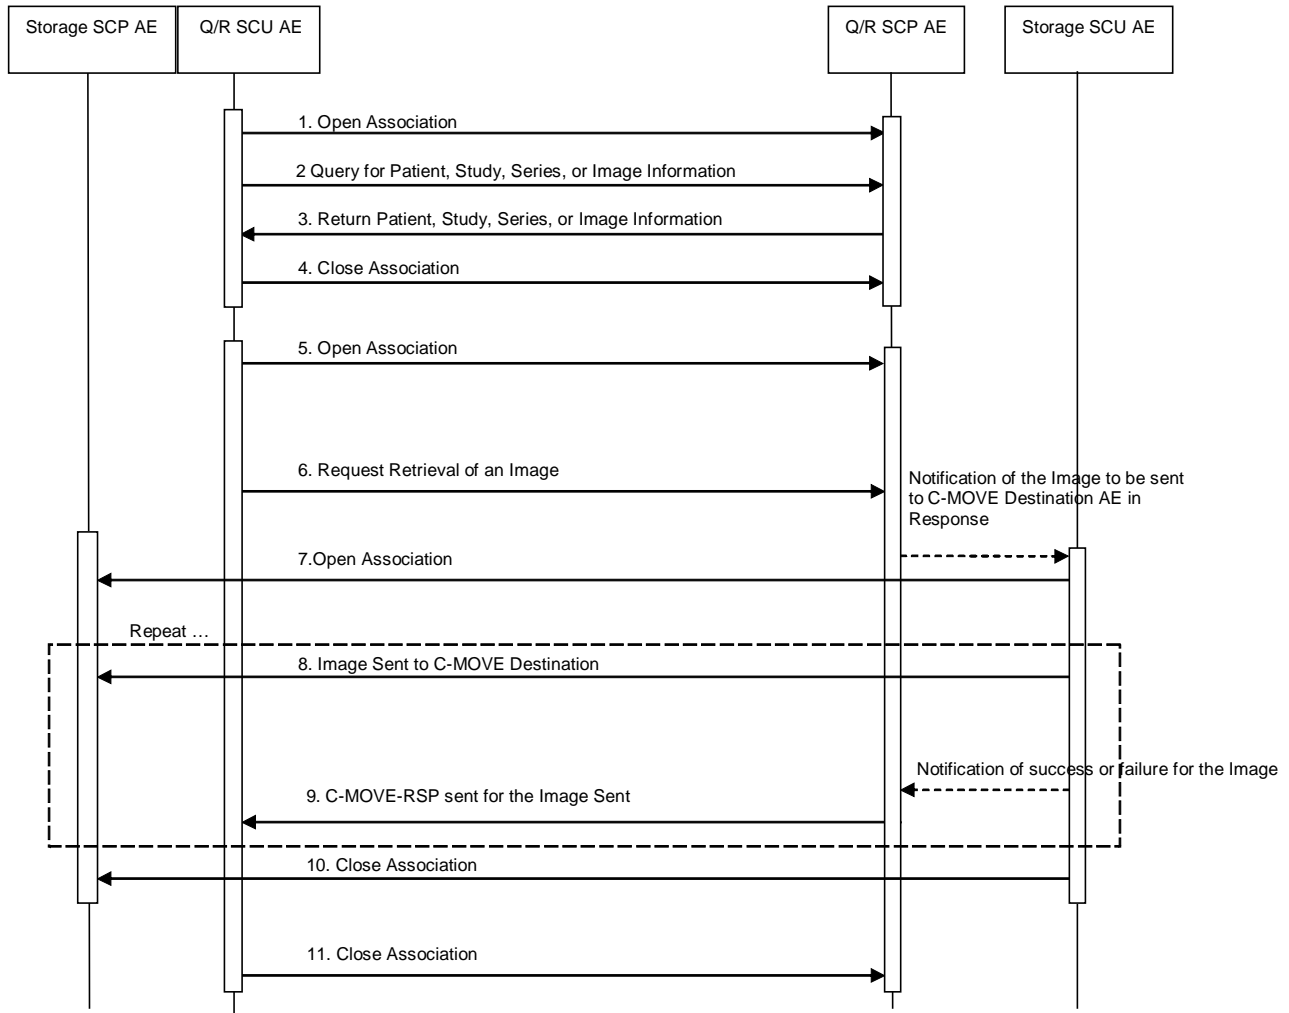 Storage SCP AE
Q/R SCU AE
Q/R SCP AE
Storage SCU AE
1. Open Association
2 Query for Patient, Study, Series, or Image Information
3. Return Patient, Study, Series, or Image Information
4. Close Association
5. Open Association
6. Request Retrieval of an Image
Notification of the Image to be sent
to C-MOVE Destination AE in
Response
7.Open Association
Repeat …
8. Image Sent to C-MOVE Destination
Notification of success or failure for the Image
9. C-MOVE-RSP sent for the Image Sent
10. Close Association
11. Close Association